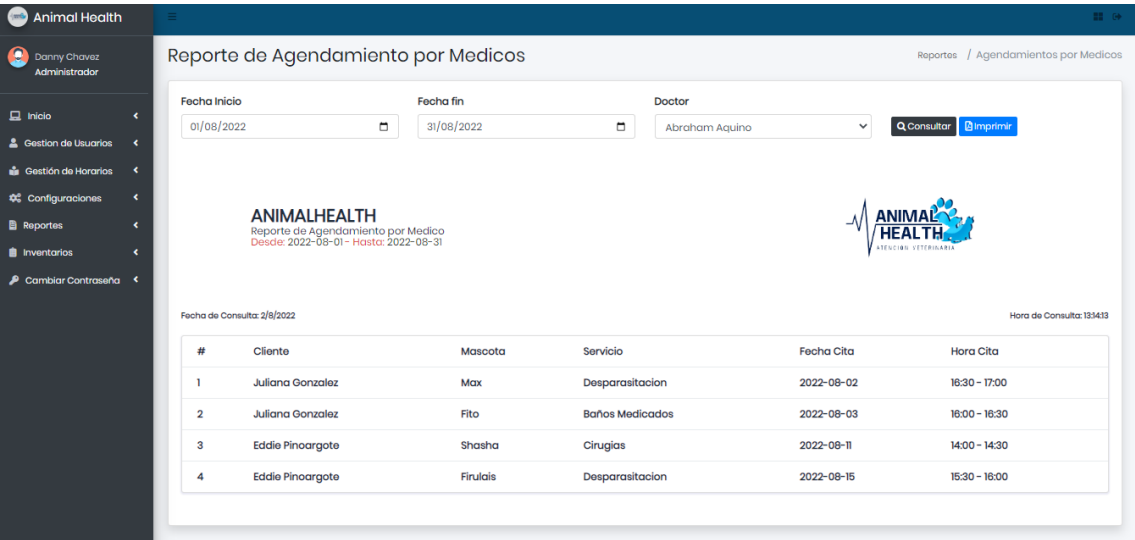 Animal Health
Danny Chavez
Administrador
Inicio
Gestion de Usuarios
Gestión de Horarios
Configuraciones
Reportes
Inventarios
Cambiar Contraseña
Reporte de Agendamiento por Medicos
Reportes / Agendamientos por Medicos
Fecha Inicio Fecha fin Doctor
01/08/2022 31/08/2022 Abraham Aquino Consultar Imprimir
ANIMALHEALTH
Reporte de Agendamiento por Medico
Desde: 2022-08-01 - Hasta: 2022-08-31
ANIMAL
HEALTH
ATENCION VETERINARIA
Fecha de Consulta: 2/8/2022 Hora de Consulta: 13:14:13
# Cliente Mascota Servicio Fecha Cita Hora Cita
1 Juliana Gonzalez Max Desparasitacion 2022-08-02 16:30 - 17:00
2 Juliana Gonzalez Fito Baños Medicados 2022-08-03 16:00 - 16:30
3 Eddie Pinoargote Shasha Cirugias 2022-08-11 14:00 - 14:30
4 Eddie Pinoargote Firulais Desparasitacion 2022-08-15 15:30 - 16:00